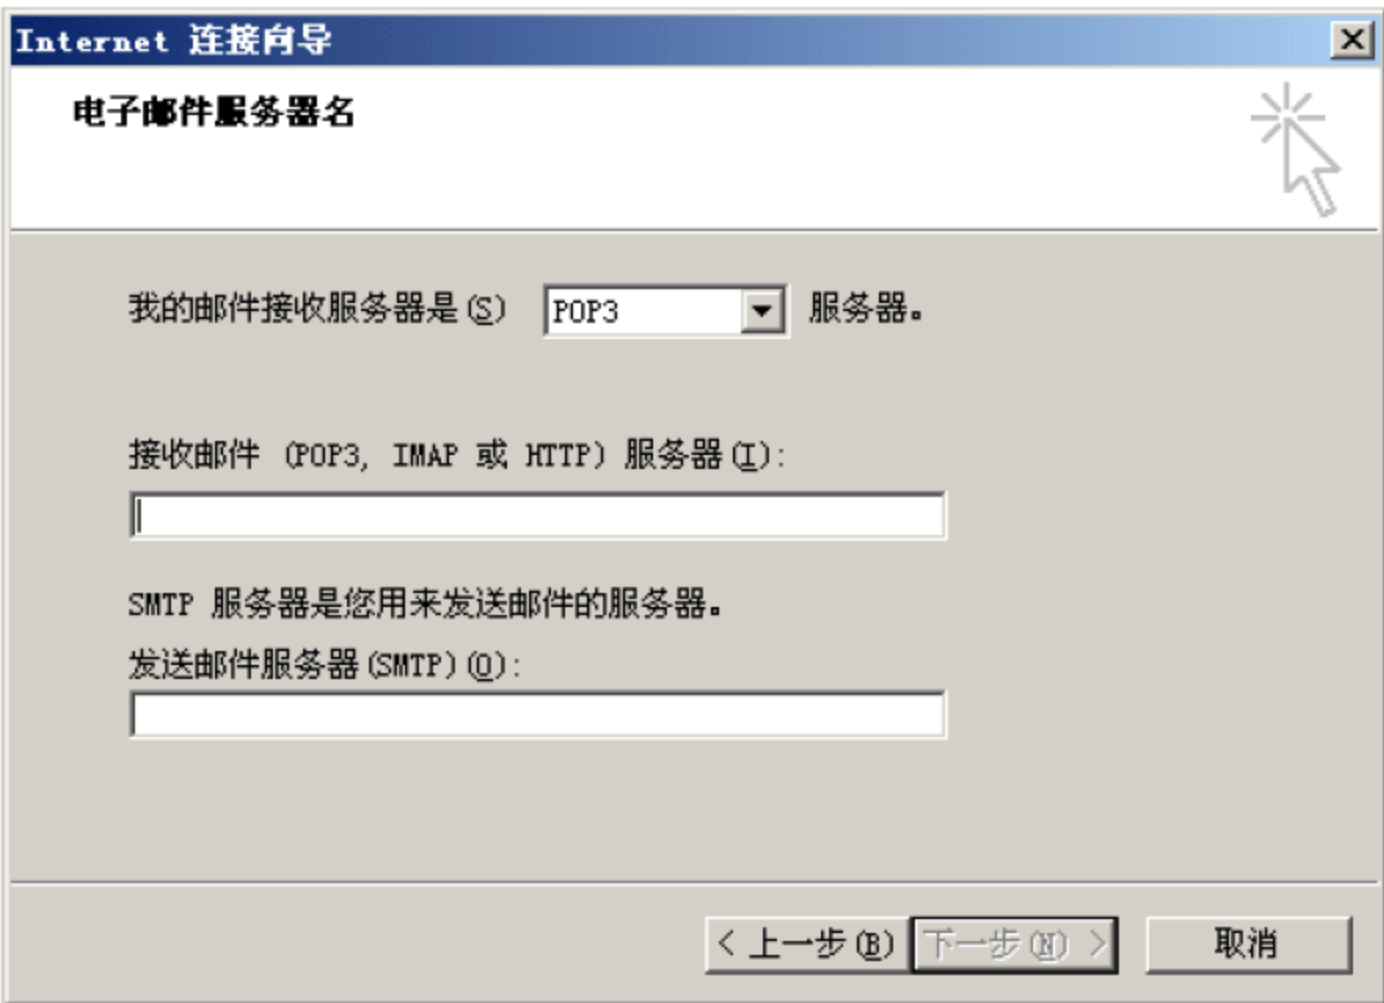 Internet 连接向导
电子邮件服务器名
我的邮件接收服务器是(S) POP3 服务器。
接收邮件 (POP3, IMAP 或 HTTP) 服务器(I):
SMTP 服务器是您用来发送邮件的服务器。
发送邮件服务器(SMTP)(O):
< 上一步(B) 下一步(N) > 取消